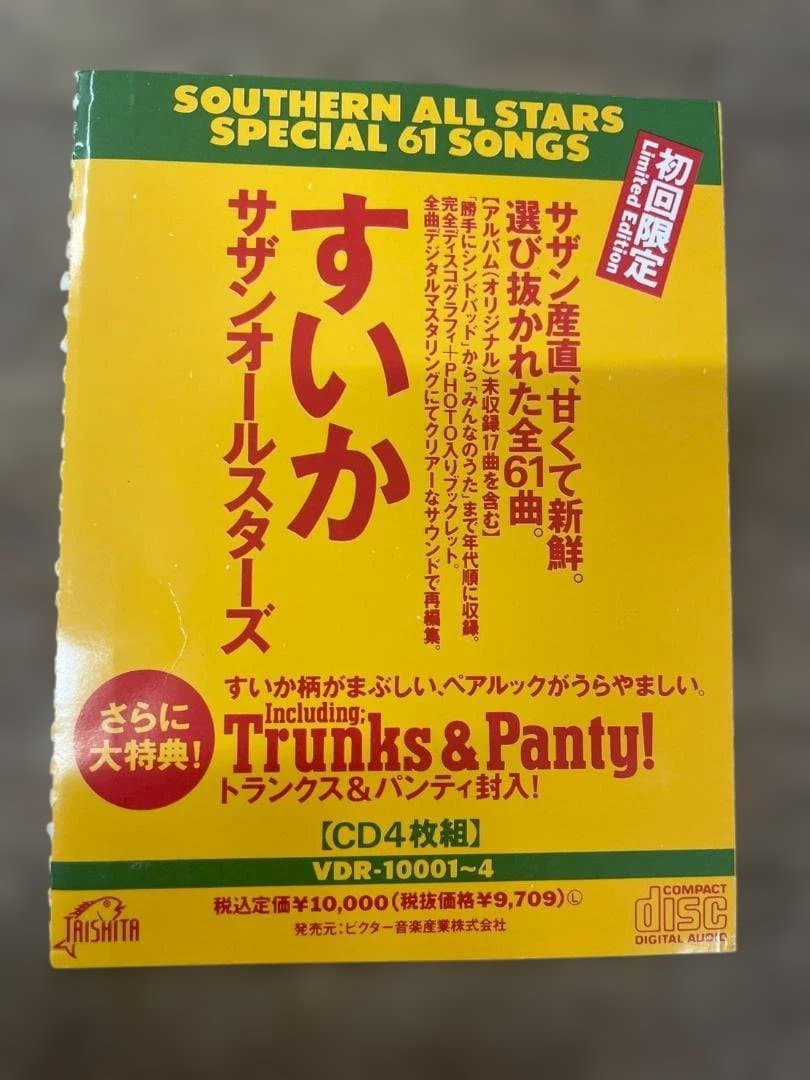 SOUTHERN ALL STARS
SPECIAL 61 SONGS
初回限定
Limited Edition
サザン産直、甘くて新鮮。
選び抜かれた全61曲。
【アルバム(オリジナル)未収録17曲を含む】
「勝手にシンドバッド」から「みんなのうた」まで年代順に収録。
完全ディスコグラフィ+PHOTO入りブックレット。
全曲デジタルマスタリングにてクリアーなサウンドで再編集。
すいか
サザンオールスターズ
すいか柄がまぶしい、ペアルックがうらやましい。
さらに
大特典!
Including;
Trunks & Panty!
トランクス&パンティ封入!
【CD4枚組】
VDR-10001~4
税込定価¥10,000(税抜価格¥9,709)Ⓛ
発売元:ビクター音楽産業株式会社
TAISHITA
COMPACT
disc
DIGITAL AUDIO